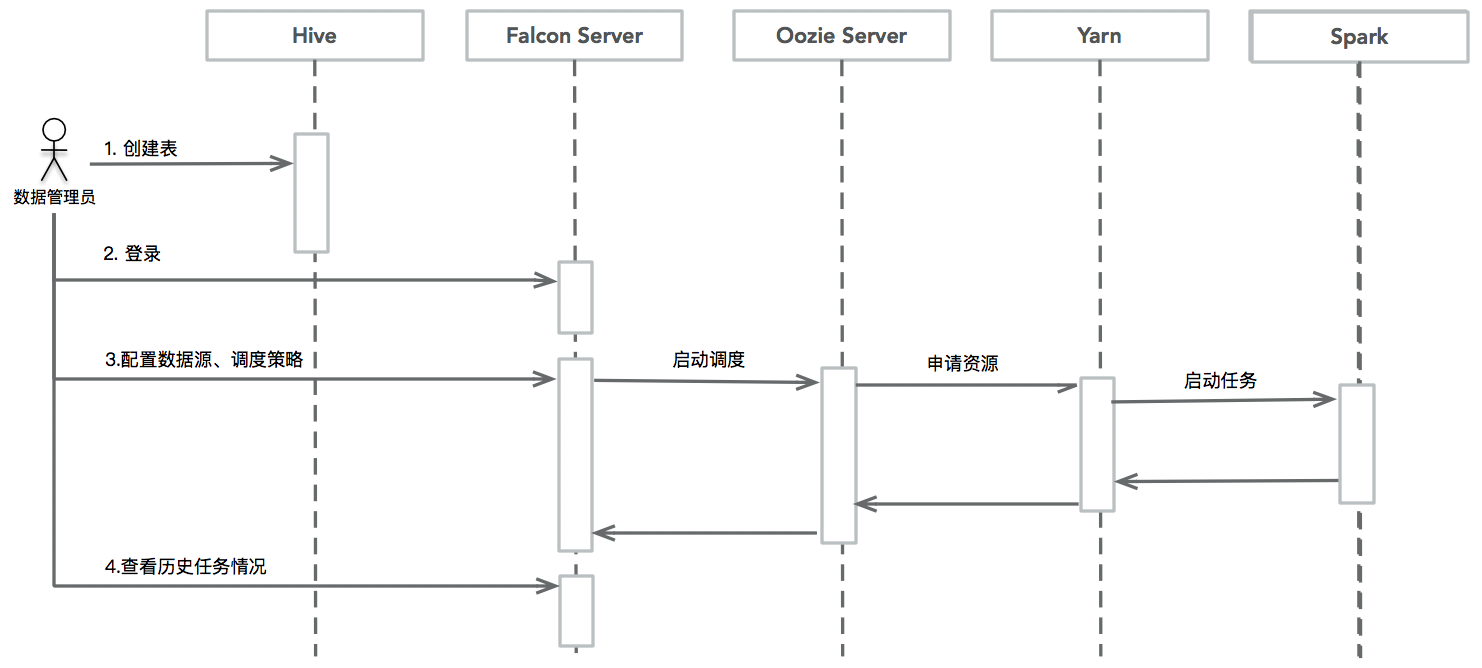 Hive
Falcon Server
Oozie Server
Yarn
Spark
1. 创建表
数据管理员
2. 登录
3.配置数据源、调度策略
启动调度
申请资源
启动任务
4.查看历史任务情况